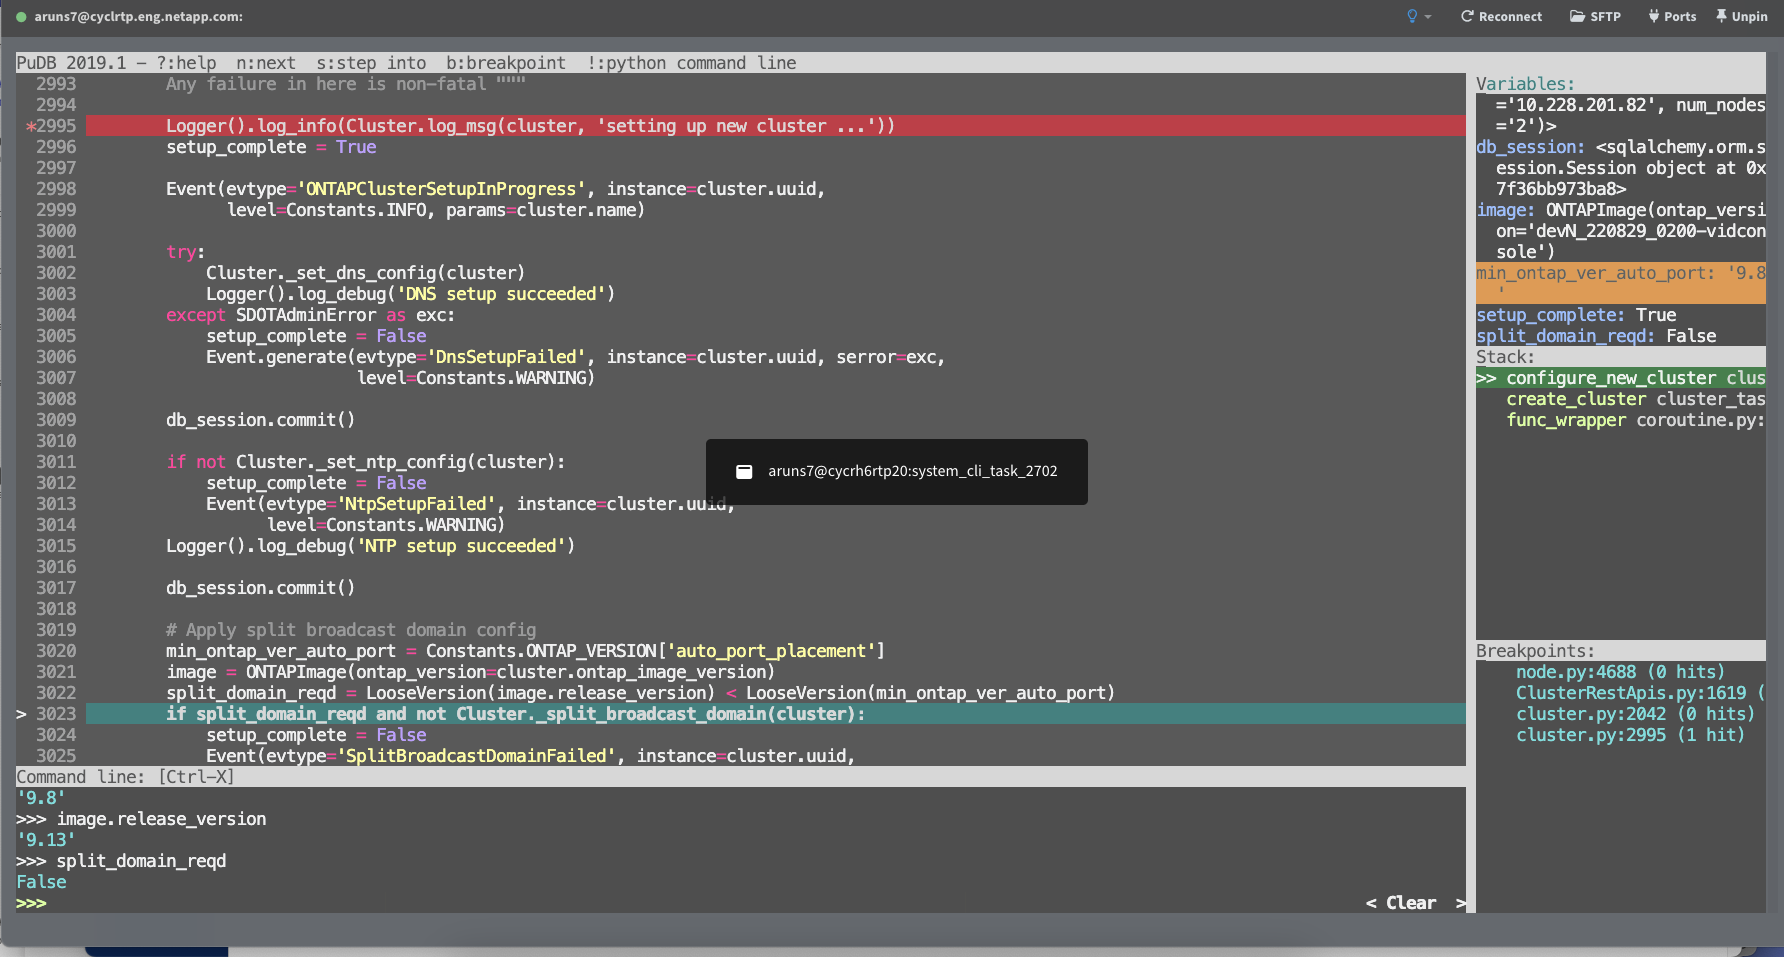 aruns7@cyclrtp.eng.netapp.com:
Reconnect
SFTP
Ports
Unpin
PuDB 2019.1 - ?:help  n:next  s:step into  b:breakpoint  !:python command line
2993         Any failure in here is non-fatal """
2994
*2995         Logger().log_info(Cluster.log_msg(cluster, 'setting up new cluster ...'))
2996         setup_complete = True
2997
2998         Event(evtype='ONTAPClusterSetupInProgress', instance=cluster.uuid,
2999               level=Constants.INFO, params=cluster.name)
3000
3001         try:
3002             Cluster._set_dns_config(cluster)
3003             Logger().log_debug('DNS setup succeeded')
3004         except SDOTAdminError as exc:
3005             setup_complete = False
3006             Event.generate(evtype='DnsSetupFailed', instance=cluster.uuid, serror=exc,
3007                            level=Constants.WARNING)
3008
3009         db_session.commit()
3010
3011         if not Cluster._set_ntp_config(cluster):
3012             setup_complete = False
3013             Event(evtype='NtpSetupFailed', instance=cluster.uuid,
3014                   level=Constants.WARNING)
3015         Logger().log_debug('NTP setup succeeded')
3016
3017         db_session.commit()
3018
3019         # Apply split broadcast domain config
3020         min_ontap_ver_auto_port = Constants.ONTAP_VERSION['auto_port_placement']
3021         image = ONTAPImage(ontap_version=cluster.ontap_image_version)
3022         split_domain_reqd = LooseVersion(image.release_version) < LooseVersion(min_ontap_ver_auto_port)
> 3023         if split_domain_reqd and not Cluster._split_broadcast_domain(cluster):
3024             setup_complete = False
3025             Event(evtype='SplitBroadcastDomainFailed', instance=cluster.uuid,
aruns7@cycrh6rtp20:system_cli_task_2702
Command line: [Ctrl-X]
'9.8'
>>> image.release_version
'9.13'
>>> split_domain_reqd
False
>>>
< Clear  >
Variables:
='10.228.201.82', num_nodes
='2')>
db_session: <sqlalchemy.orm.s
ession.Session object at 0x
7f36bb973ba8>
image: ONTAPImage(ontap_versi
on='devN_220829_0200-vidcon
sole')
min_ontap_ver_auto_port: '9.8
'
setup_complete: True
split_domain_reqd: False
Stack:
>> configure_new_cluster clus
create_cluster cluster_tas
func_wrapper coroutine.py:
Breakpoints:
node.py:4688 (0 hits)
ClusterRestApis.py:1619 (
cluster.py:2042 (0 hits)
cluster.py:2995 (1 hit)